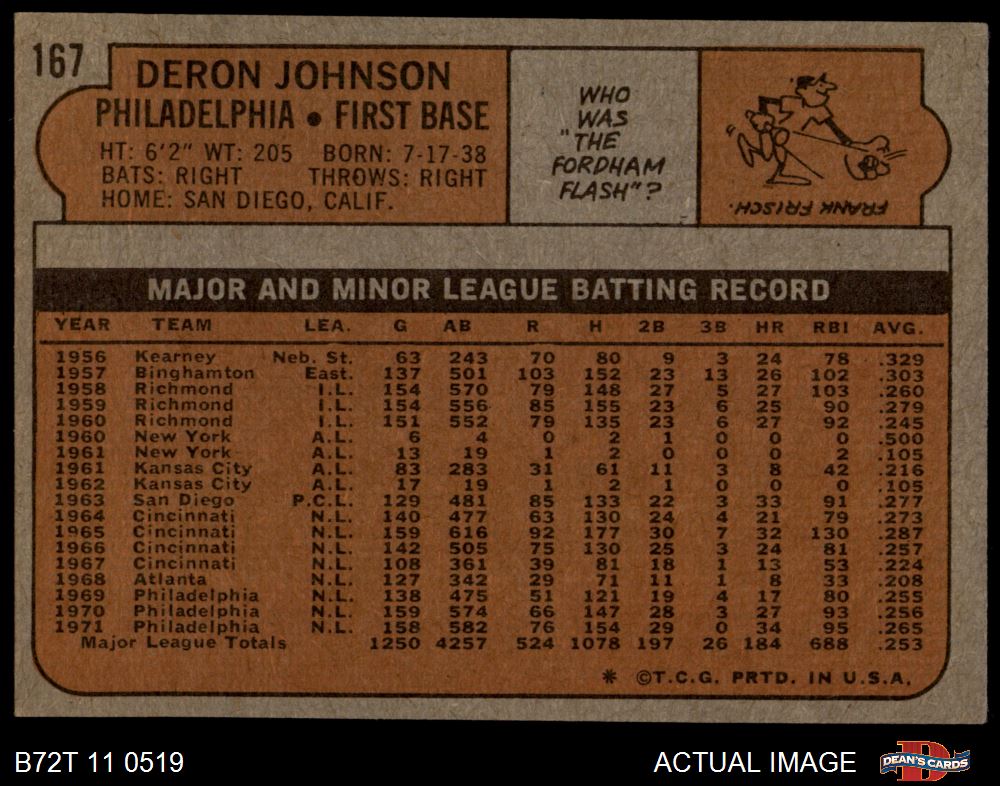 167
DERON JOHNSON
PHILADELPHIA • FIRST BASE
HT: 6'2" WT: 205 BORN: 7-17-38
BATS: RIGHT THROWS: RIGHT
HOME: SAN DIEGO, CALIF.
WHO
WAS
"THE
FORDHAM
FLASH"?
FRANK FRISCH.
MAJOR AND MINOR LEAGUE BATTING RECORD
YEAR TEAM LEA. G AB R H 2B 3B HR RBI AVG.
1956 Kearney Neb. St. 63 243 70 80 9 3 24 78 .329
1957 Binghamton East. 137 501 103 152 23 13 26 102 .303
1958 Richmond I.L. 154 570 79 148 27 5 27 103 .260
1959 Richmond I.L. 154 556 85 155 23 6 25 90 .279
1960 Richmond I.L. 151 552 79 135 23 6 27 92 .245
1960 New York A.L. 6 4 0 2 1 0 0 0 .500
1961 New York A.L. 13 19 1 2 0 0 0 2 .105
1961 Kansas City A.L. 83 283 31 61 11 3 8 42 .216
1962 Kansas City A.L. 17 19 1 2 1 0 0 0 .105
1963 San Diego P.C.L. 129 481 85 133 22 3 33 91 .277
1964 Cincinnati N.L. 140 477 63 130 24 4 21 79 .273
1965 Cincinnati N.L. 159 616 92 177 30 7 32 130 .287
1966 Cincinnati N.L. 142 505 75 130 25 3 24 81 .257
1967 Cincinnati N.L. 108 361 39 81 18 1 13 53 .224
1968 Atlanta N.L. 127 342 29 71 11 1 8 33 .208
1969 Philadelphia N.L. 138 475 51 121 19 4 17 80 .255
1970 Philadelphia N.L. 159 574 66 147 28 3 27 93 .256
1971 Philadelphia N.L. 158 582 76 154 29 0 34 95 .265
Major League Totals 1250 4257 524 1078 197 26 184 688 .253
* ©T.C.G. PRTD. IN U.S.A.
B72T 11 0519
ACTUAL IMAGE
D
DEAN'S CARDS